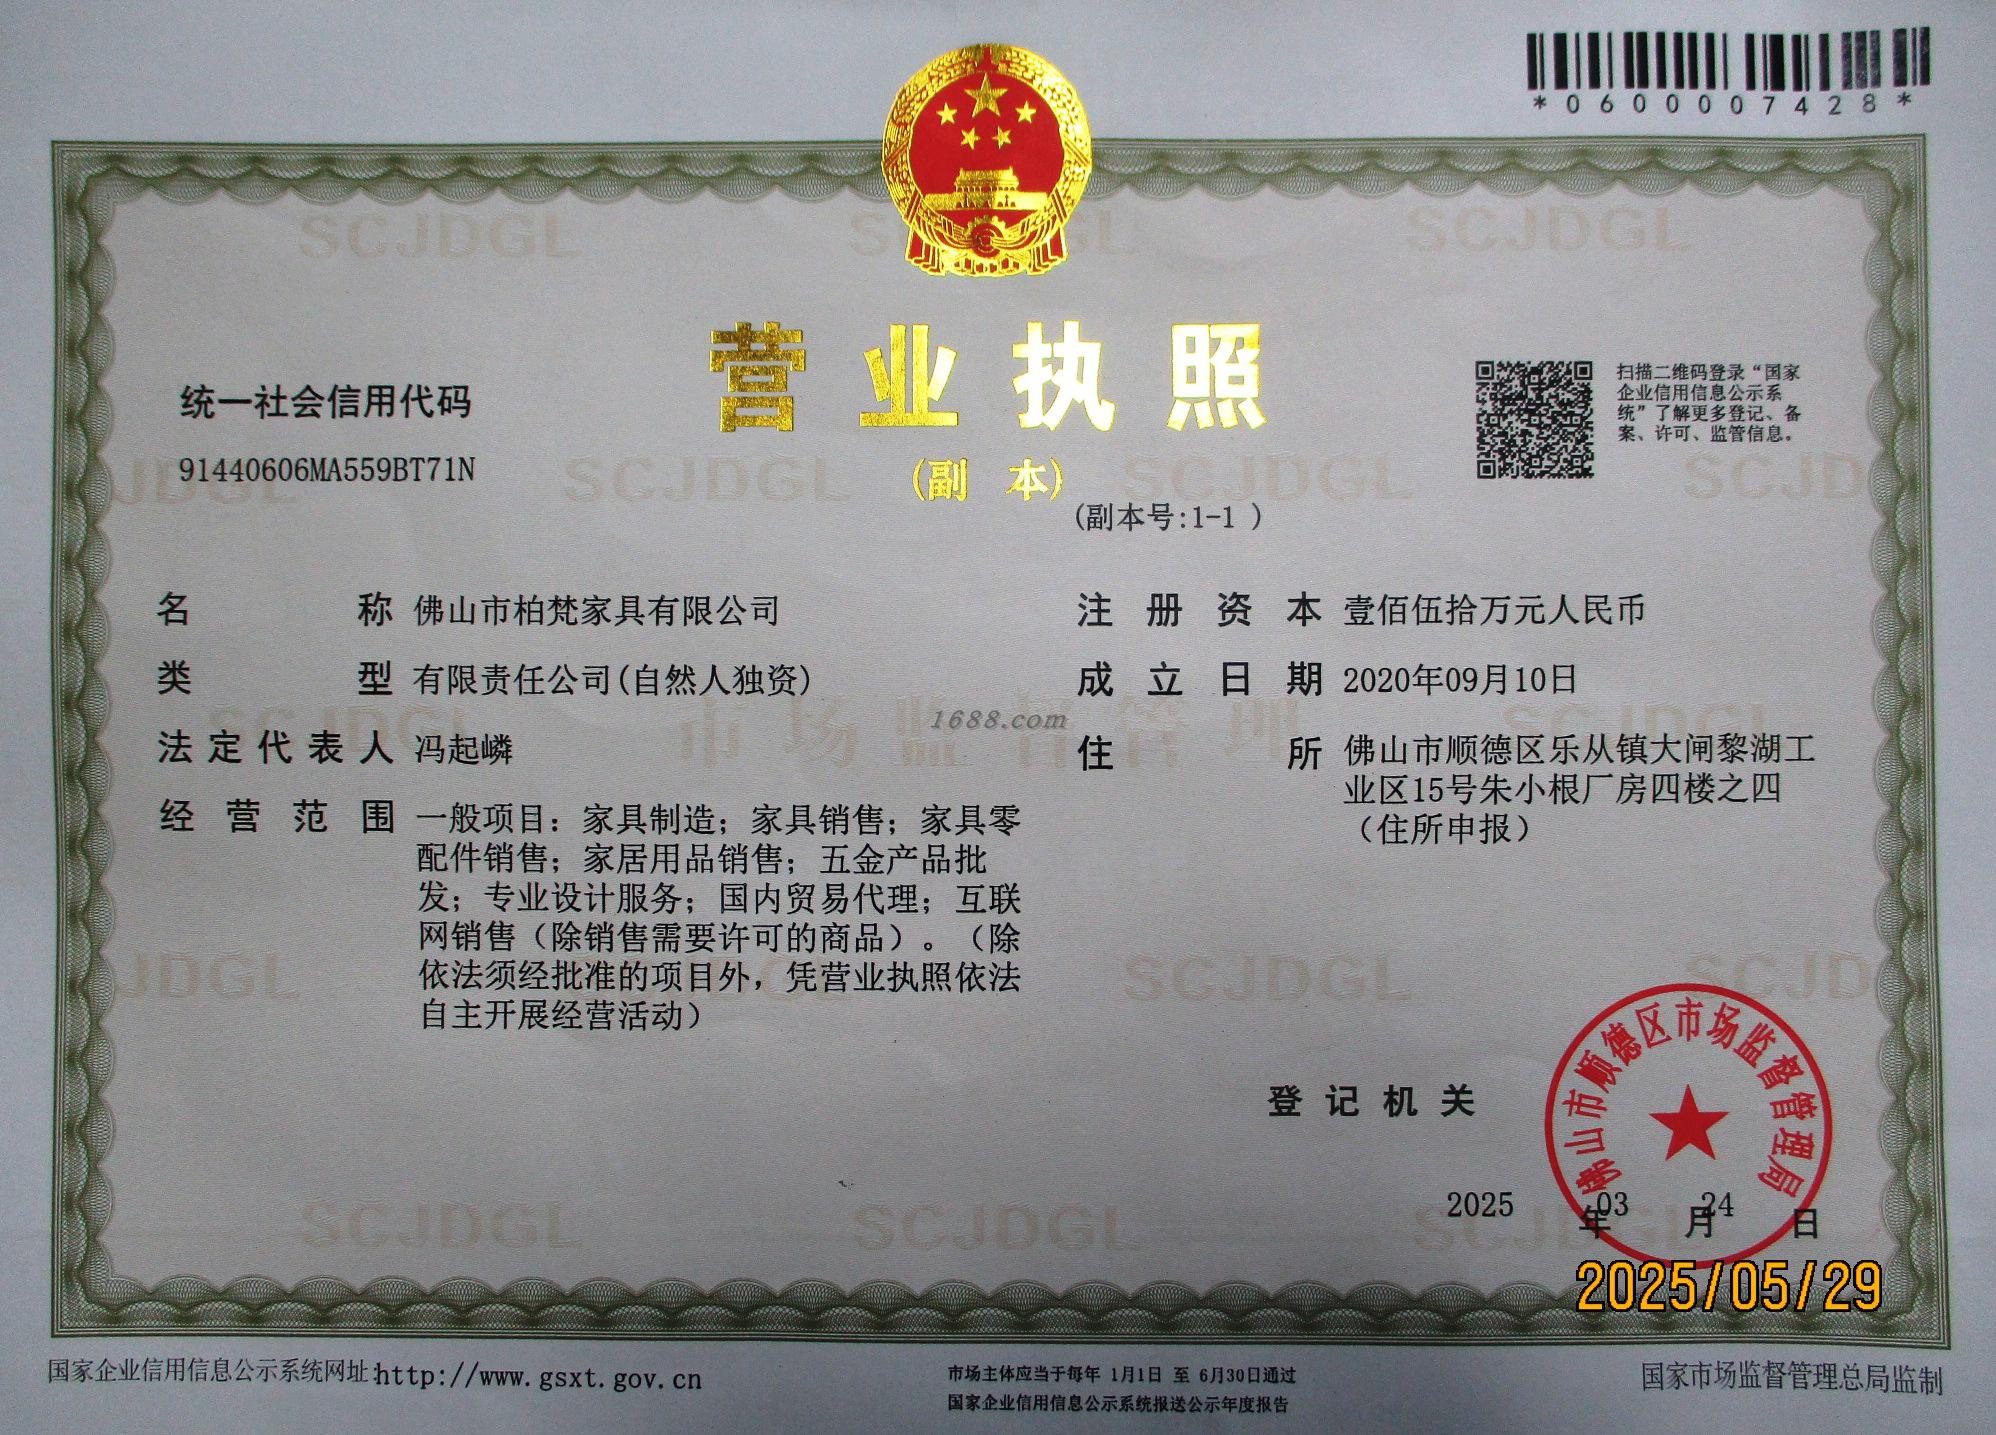 *0600007428*
营业执照
(副 本)
(副本号:1-1 )
统一社会信用代码
91440606MA559BT71N
扫描二维码登录“国家
企业信用信息公示系
统”了解更多登记、备
案、许可、监管信息。
名称 佛山市柏梵家具有限公司
类型 有限责任公司(自然人独资)
法定代表人 冯起嶙
经营范围 一般项目：家具制造；家具销售；家具零
配件销售；家居用品销售；五金产品批
发；专业设计服务；国内贸易代理；互联
网销售（除销售需要许可的商品）。（除
依法须经批准的项目外，凭营业执照依法
自主开展经营活动）
注册资本 壹佰伍拾万元人民币
成立日期 2020年09月10日
住所 佛山市顺德区乐从镇大闸黎湖工
业区15号朱小根厂房四楼之四
（住所申报）
1688.com
市场监督管理
SCJDGL
登记机关
佛山市顺德区市场监督管理局
2025年03月24日
2025/05/29
国家企业信用信息公示系统网址:http://www.gsxt.gov.cn
市场主体应当于每年 1月1日 至 6月30日通过
国家企业信用信息公示系统报送公示年度报告
国家市场监督管理总局监制